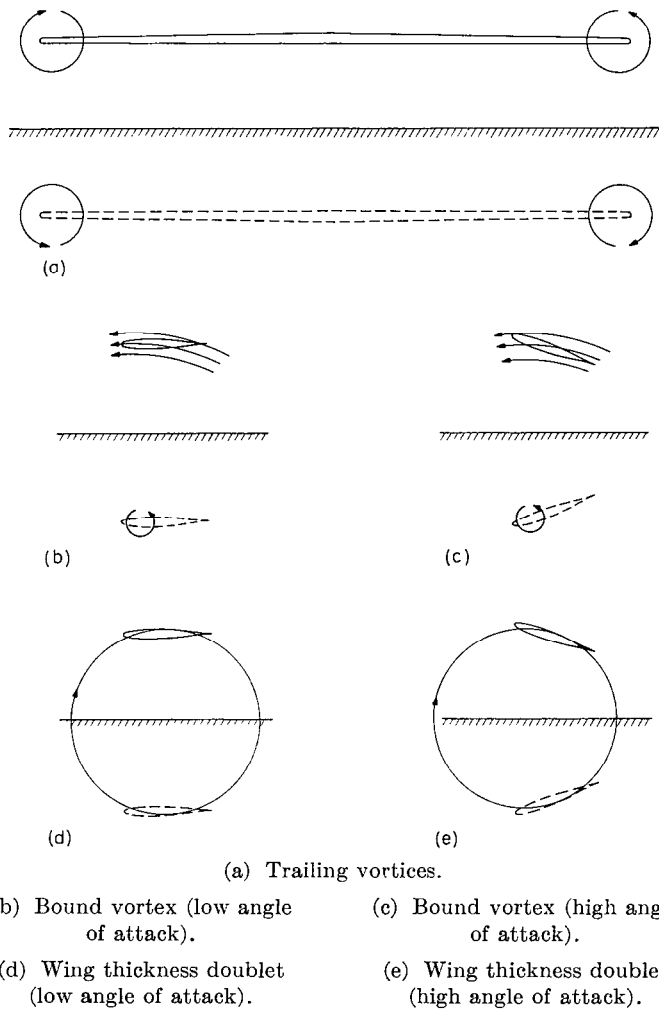 (a)
(b)
(c)
(d)
(e)
(a) Trailing vortices.
b) Bound vortex (low angle
of attack).
(c) Bound vortex (high ang
of attack).
(d) Wing thickness doublet
(low angle of attack).
(e) Wing thickness double
(high angle of attack).